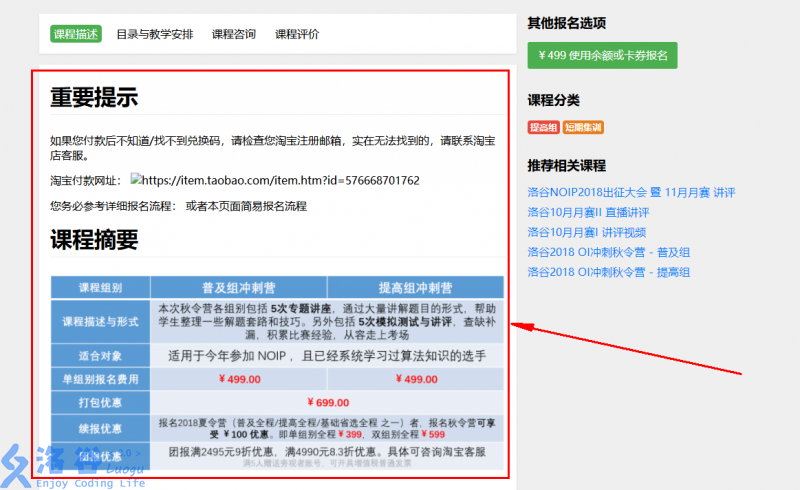 课程描述 目录与教学安排 课程咨询 课程评价
重要提示
如果您付款后不知道/找不到兑换码，请检查您淘宝注册邮箱，实在无法找到的，请联系淘宝
店客服。
淘宝付款网址： https://item.taobao.com/item.htm?id=576668701762
您务必参考详细报名流程： 或者本页面简易报名流程
课程摘要
课程组别 普及组冲刺营 提高组冲刺营
课程描述与形式 本次秋令营各组别包括 5次专题讲座，通过大量讲解题目的形式，帮助
学生整理一些解题套路和技巧。另外包括 5次模拟测试与讲评，查缺补
漏，积累比赛经验，从容走上考场
适合对象 适用于今年参加 NOIP ，且已经系统学习过算法知识的选手
单组别报名费用 ￥499.00 ￥499.00
打包优惠 ￥699.00
续报优惠 报名2018夏令营（普及全程/提高全程/基础省选全程 之一）者，报名秋令营可享
受 ￥100 优惠。即单组别全程￥399，双组别全程￥599
团报满2495元9折优惠，满4990元8.3折优惠。具体可咨询淘宝客服
满5人赠送旁观者账号，可开具增值税普通发票
洛谷 Luogu
Enjoy Coding Life
其他报名选项
￥499 使用余额或卡券报名
课程分类
提高组 短期集训
推荐相关课程
洛谷NOIP2018出征大会 暨 11月月赛 讲评
洛谷10月月赛II 直播讲评
洛谷10月月赛I 讲评视频
洛谷2018 OI冲刺秋令营 - 普及组
洛谷2018 OI冲刺秋令营 - 提高组